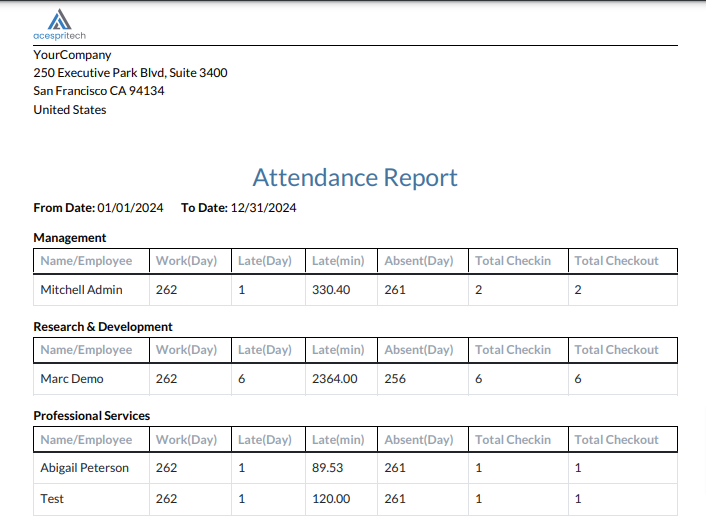 acespritech
YourCompany
250 Executive Park Blvd, Suite 3400
San Francisco CA 94134
United States
Attendance Report
From Date: 01/01/2024 To Date: 12/31/2024
Management
Name/Employee Work(Day) Late(Day) Late(min) Absent(Day) Total Checkin Total Checkout
Mitchell Admin 262 1 330.40 261 2 2
Research & Development
Name/Employee Work(Day) Late(Day) Late(min) Absent(Day) Total Checkin Total Checkout
Marc Demo 262 6 2364.00 256 6 6
Professional Services
Name/Employee Work(Day) Late(Day) Late(min) Absent(Day) Total Checkin Total Checkout
Abigail Peterson 262 1 89.53 261 1 1
Test 262 1 120.00 261 1 1